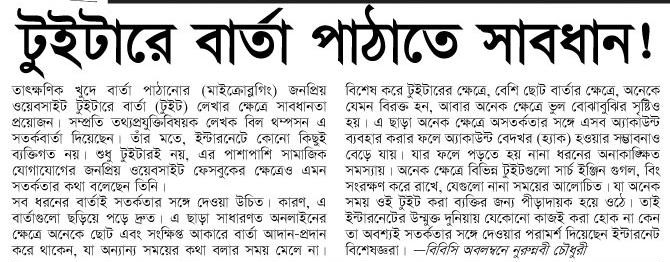 টুইটারে বার্তা পাঠাতে সাবধান!
তাৎক্ষণিক খুদে বার্তা পাঠানোর (মাইক্রোব্লগিং) জনপ্রিয়
ওয়েবসাইট টুইটারে বার্তা (টুইট) লেখার ক্ষেত্রে সাবধানতা
প্রয়োজন। সম্প্রতি তথ্যপ্রযুক্তিবিষয়ক লেখক বিল থম্পসন এ
সতর্কবার্তা দিয়েছেন। তাঁর মতে, ইন্টারনেটে কোনো কিছুই
ব্যক্তিগত নয়। শুধু টুইটারই নয়, এর পাশাপাশি সামাজিক
যোগাযোগের জনপ্রিয় ওয়েবসাইট ফেসবুকের ক্ষেত্রেও এমন
সতর্কতার কথা বলেছেন তিনি।
সব ধরনের বার্তাই সতর্কতার সঙ্গে দেওয়া উচিত। কারণ, এ
বার্তাগুলো ছড়িয়ে পড়ে দ্রুত। এ ছাড়া সাধারণত অনলাইনের
ক্ষেত্রে অনেকে ছোট এবং সংক্ষিপ্ত আকারে বার্তা আদান-প্রদান
করে থাকেন, যা অন্যান্য সময়ের কথা বলার সময় মেলে না।
বিশেষ করে টুইটারের ক্ষেত্রে, বেশি ছোট বার্তার ক্ষেত্রে, অনেকে
যেমন বিরক্ত হন, আবার অনেক ক্ষেত্রে ভুল বোঝাবুঝির সৃষ্টিও
হয়। এ ছাড়া অনেক ক্ষেত্রে অসতর্কতার সঙ্গে এসব অ্যাকাউন্ট
ব্যবহার করার ফলে অ্যাকাউন্ট বেদখর (হ্যাক) হওয়ার সম্ভাবনাও
বেড়ে যায়। যার ফলে পড়তে হয় নানা ধরনের অনাকাঙ্ক্ষিত
সমস্যায়। অনেক ক্ষেত্রে বিভিন্ন টুইটগুলো সার্চ ইঞ্জিন গুগল, বিং
সংরক্ষণ করে রাখে, যেগুলো নানা সময়ের আলোচিত। যা অনেক
সময় ওই টুইট করা ব্যক্তির জন্য পীড়াদায়ক হয়ে ওঠে। তাই
ইন্টারনেটের উন্মুক্ত দুনিয়ায় যেকোনো কাজই করা হোক না কেন
তা অবশ্যই সতর্কতার সঙ্গে দেওয়ার পরামর্শ দিয়েছেন ইন্টারনেট
বিশেষজ্ঞরা। —বিবিসি অবলম্বনে নুরুন্নবী চৌধুরী